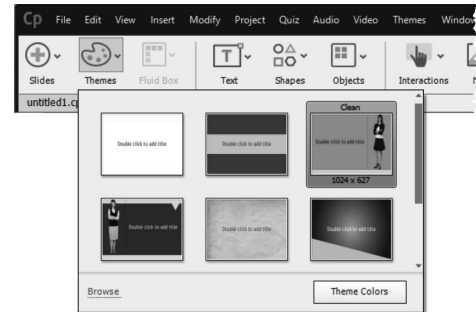 Cp File Edit View Insert Modify Project Quiz Audio Video Themes Window
Slides Themes Fluid Box Text Shapes Objects Interactions
untitled1.cp
Clean
Double click to add title Double click to add title Double click to add title
1024 x 627
Double click to add title Double click to add title Double click to add title
Browse Theme Colors